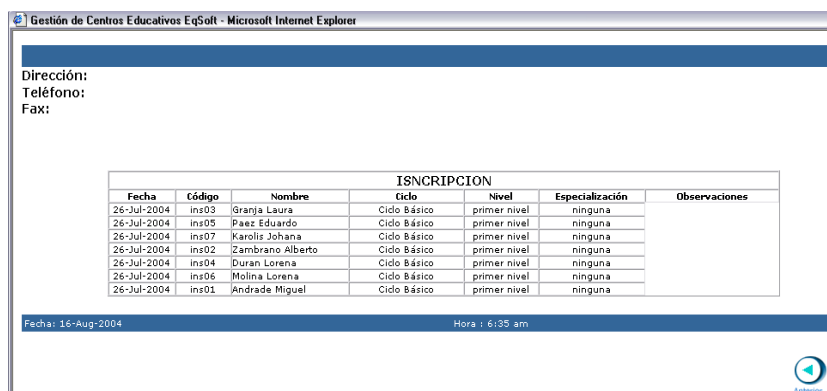 Gestión de Centros Educativos EqSoft - Microsoft Internet Explorer
Dirección:
Teléfono:
Fax:
ISNCRIPCION
Fecha Código Nombre Ciclo Nivel Especialización Observaciones
26-Jul-2004 ins03 Granja Laura Ciclo Básico primer nivel ninguna
26-Jul-2004 ins05 Paez Eduardo Ciclo Básico primer nivel ninguna
26-Jul-2004 ins07 Karolis Johana Ciclo Básico primer nivel ninguna
26-Jul-2004 ins02 Zambrano Alberto Ciclo Básico primer nivel ninguna
26-Jul-2004 ins04 Duran Lorena Ciclo Básico primer nivel ninguna
26-Jul-2004 ins06 Molina Lorena Ciclo Básico primer nivel ninguna
26-Jul-2004 ins01 Andrade Miguel Ciclo Básico primer nivel ninguna
Fecha: 16-Aug-2004 Hora : 6:35 am